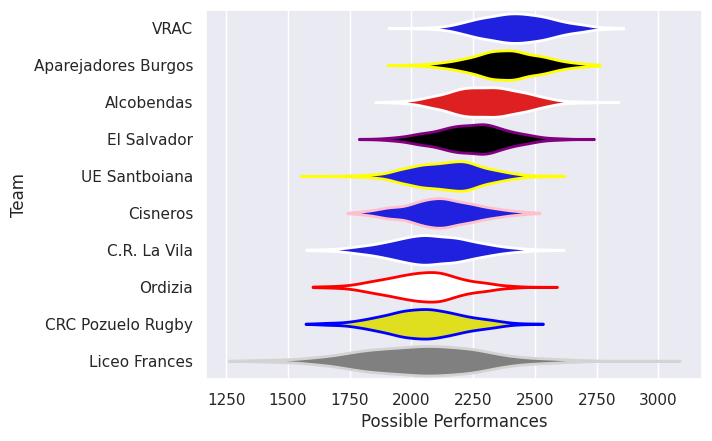 VRAC
Aparejadores Burgos
Alcobendas
El Salvador
UE Santboiana
Cisneros
C.R. La Vila
Ordizia
CRC Pozuelo Rugby
Liceo Frances
Team
1250 1500 1750 2000 2250 2500 2750 3000
Possible Performances